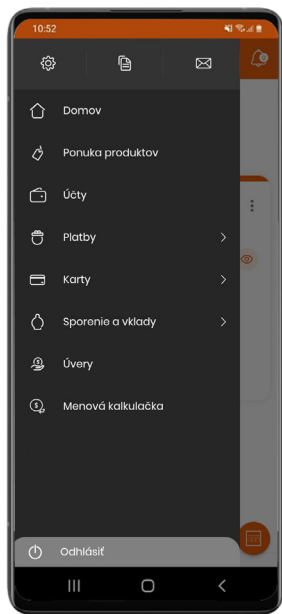 10:52
Domov
Ponuka produktov
Účty
Platby
Karty
Sporenie a vklady
Úvery
Menová kalkulačka
Odhlásiť